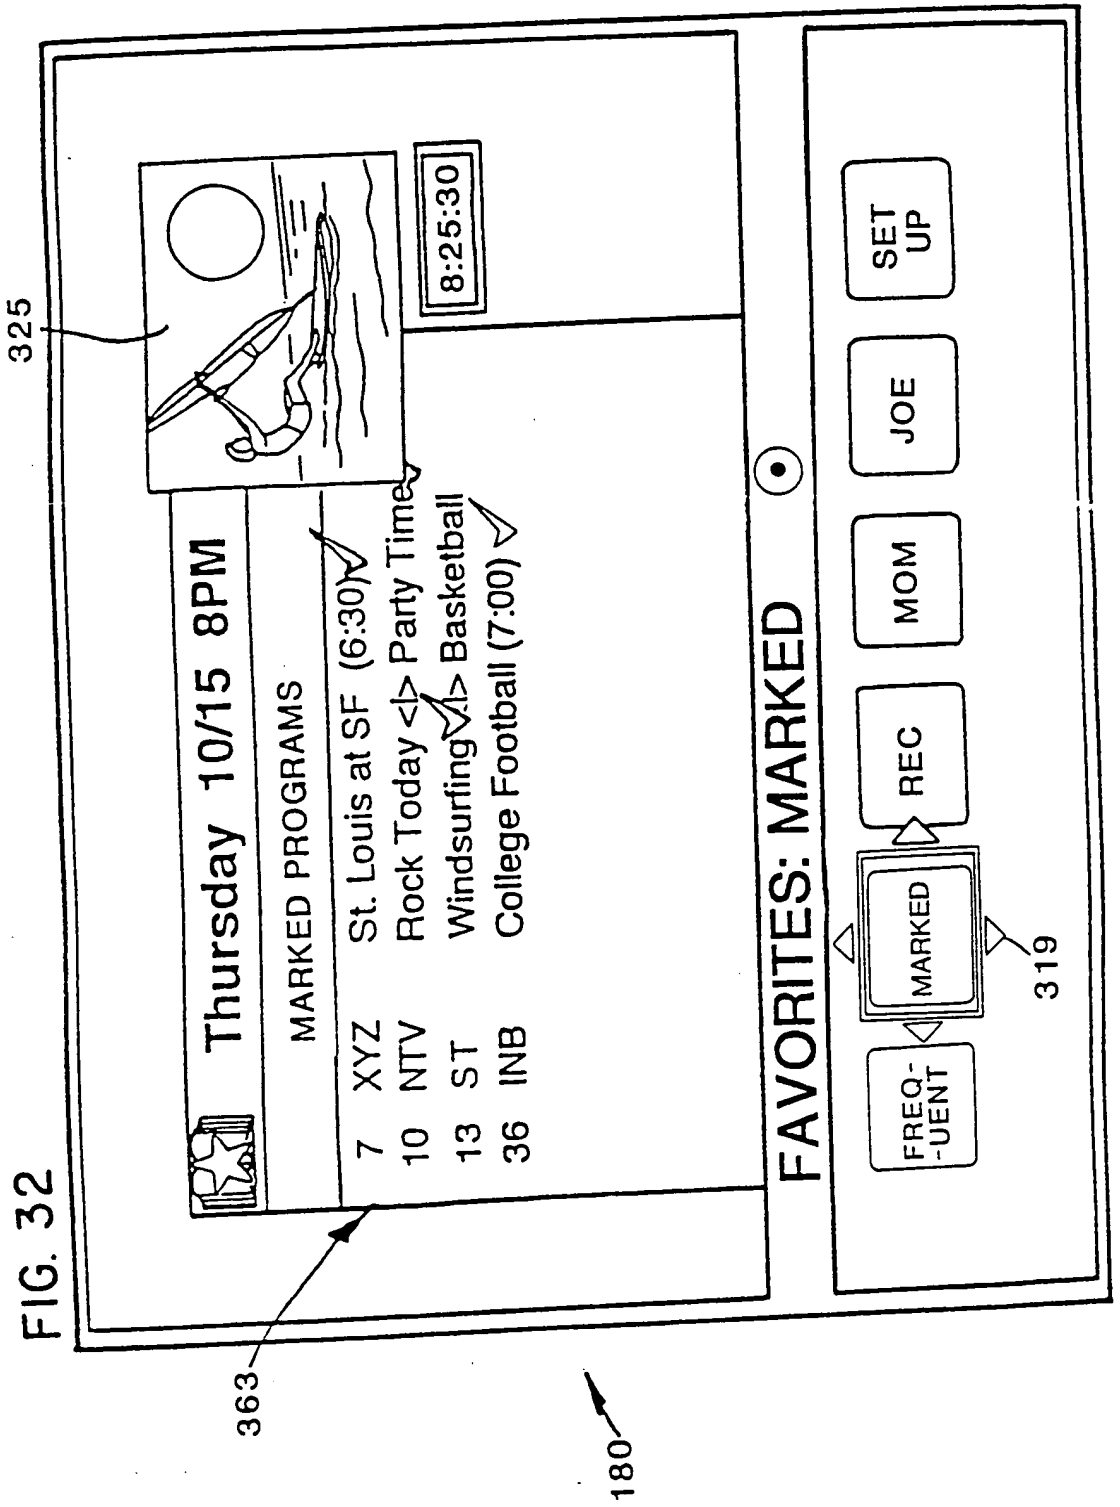 FIG. 32
325
363
180
Thursday 10/15 8PM
MARKED PROGRAMS
7 XYZ St. Louis at SF (6:30)
10 NTV Rock Today <|> Party Time
13 ST Windsurfing <|> Basketball
36 INB College Football (7:00)
8:25:30
FAVORITES: MARKED
FREQ-
-UENT
MARKED
REC
MOM
JOE
SET
UP
319